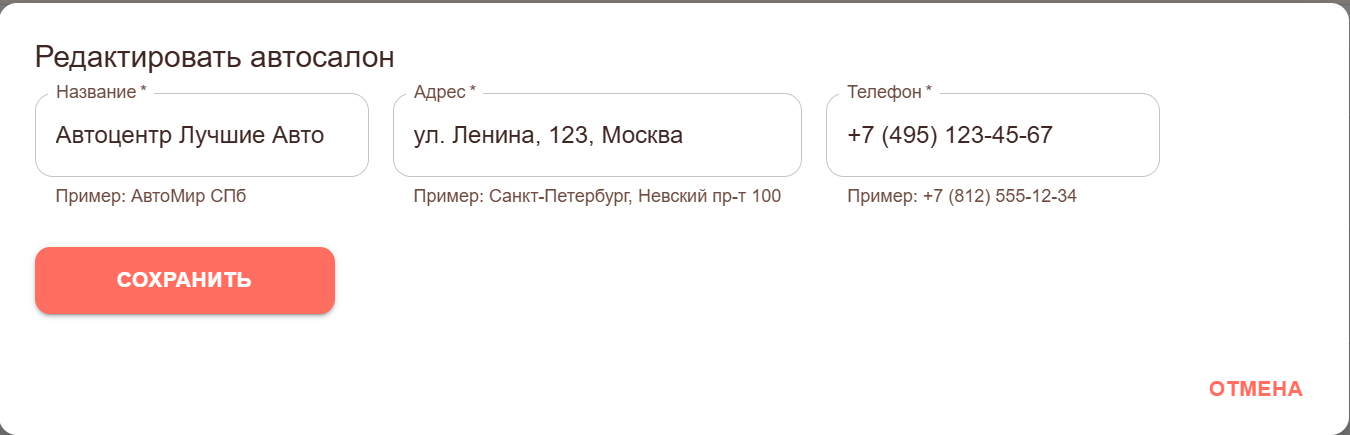 Редактировать автосалон
Название *
Адрес *
Телефон *
Автоцентр Лучшие Авто
ул. Ленина, 123, Москва
+7 (495) 123-45-67
Пример: АвтоМир СПб
Пример: Санкт-Петербург, Невский пр-т 100
Пример: +7 (812) 555-12-34
СОХРАНИТЬ
ОТМЕНА